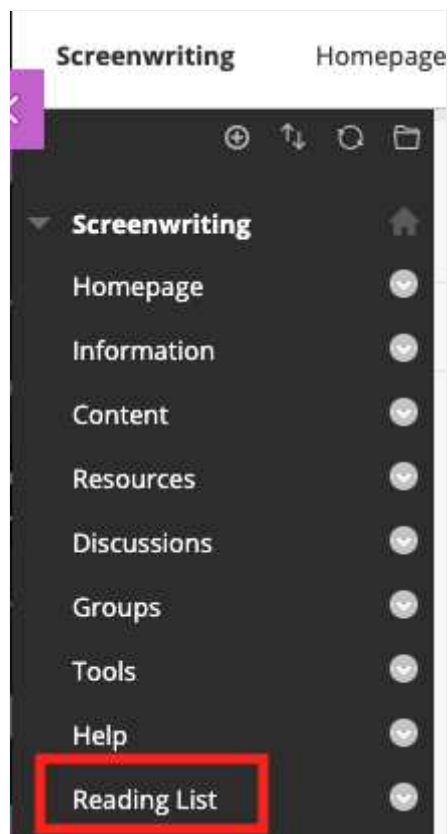 Screenwriting Homepage
Screenwriting
Homepage
Information
Content
Resources
Discussions
Groups
Tools
Help
Reading List